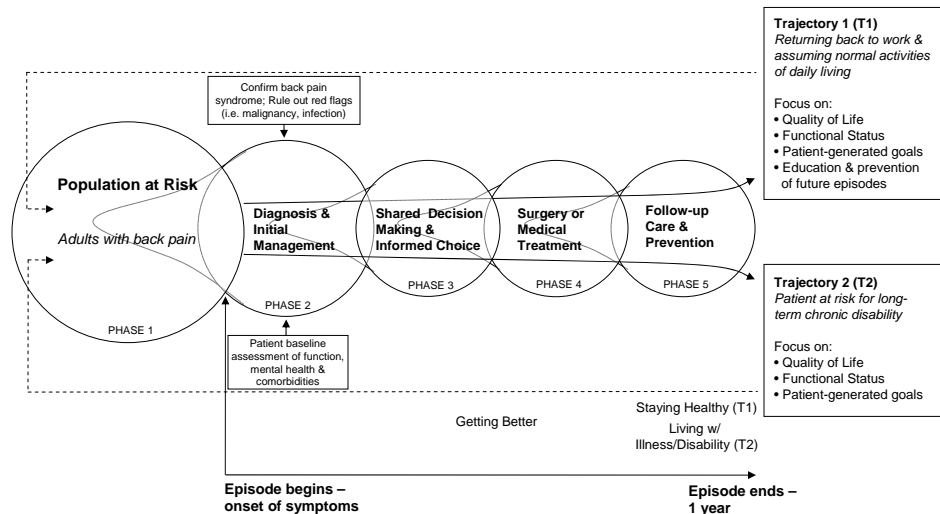 Trajectory 1 (T1)
Returning back to work &
assuming normal activities
of daily living
Focus on:
• Quality of Life
• Functional Status
• Patient-generated goals
• Education & prevention
of future episodes
Confirm back pain
syndrome; Rule out red flags
(i.e. malignancy, infection)
Population at Risk
Adults with back pain
PHASE 1
Diagnosis &
Initial
Management
PHASE 2
Shared Decision
Making &
Informed Choice
PHASE 3
Surgery or
Medical
Treatment
PHASE 4
Follow-up
Care &
Prevention
PHASE 5
Patient baseline
assessment of function,
mental health &
comorbidities
Trajectory 2 (T2)
Patient at risk for long-
term chronic disability
Focus on:
• Quality of Life
• Functional Status
• Patient-generated goals
Getting Better
Staying Healthy (T1)
Living w/
Illness/Disability (T2)
Episode begins –
onset of symptoms
Episode ends –
1 year